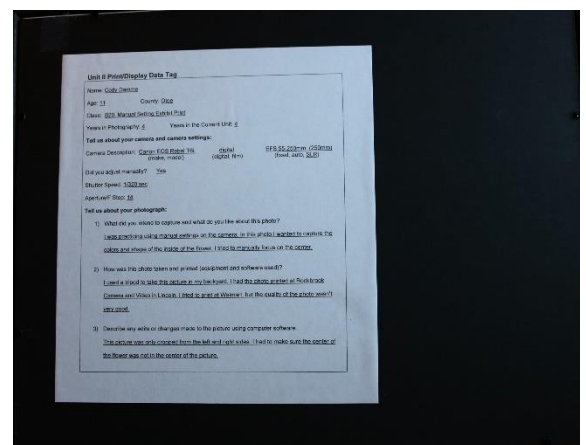 Unit II Print/Display Data Tag
Name: Cody
Age: 11 County: Otoe
Class: Manual Setting Exhibit Print
Years in Photography: 4 Years in the Current Unit:
Tell us about your camera and camera settings:
Camera Description: Canon EOS Rebel digital EFS 55-250mm
(make, model) (digital, film) (fixed, auto, SLR)
Did you adjust manually? Yes
Shutter Speed: 1/320 sec
Aperture/F Stop:
Tell us about your photograph:
1) What did you intend to capture and what do you like about this photo?
I was practicing using manual settings on the camera. In this photo I wanted to capture the
colors and shape of the inside of the flower. I tried to manually focus on the center.
2) How was this photo taken and printed (equipment and software used)?
I used a tripod to take this picture in my backyard. I had the photo printed at Rockbrook
Camera and Video in Lincoln. I tried to print at Walmart, but the quality of the photo wasn't
very good.
3) Describe any edits or changes made to the picture using computer software.
This picture was only cropped from the left and right sides. I had to make sure the center of
the flower was not in the center of the picture.